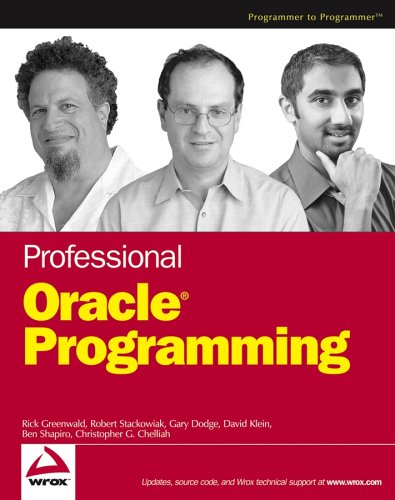 Programmer to Programmer™
Professional
Oracle®
Programming
Rick Greenwald, Robert Stackowiak, Gary Dodge, David Klein,
Ben Shapiro, Christopher G. Chelliah
wrox™
Updates, source code, and Wrox technical support at www.wrox.com